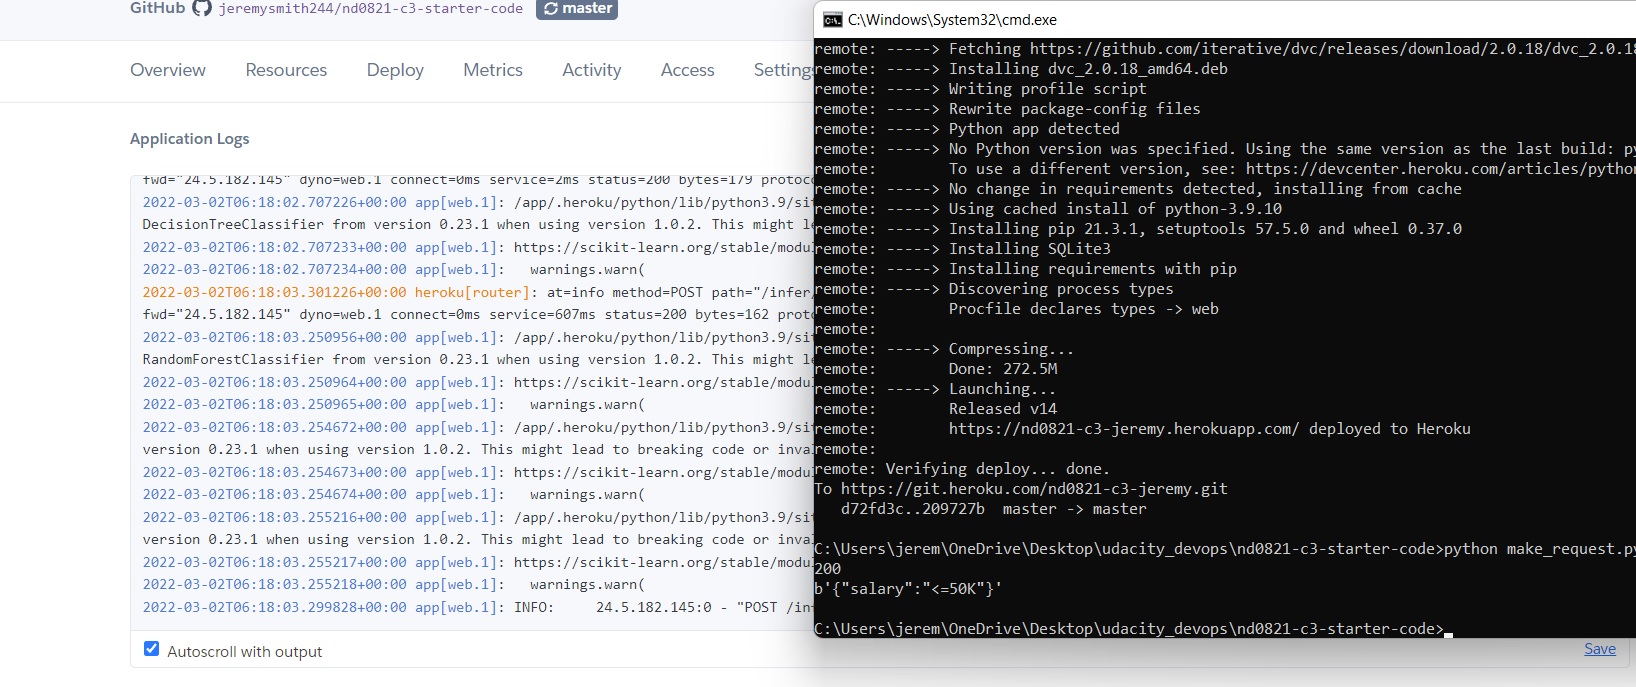 GitHub jeremysmith244/nd0821-c3-starter-code master
Overview Resources Deploy Metrics Activity Access Settings
Application Logs
fwd="24.5.182.145" dyno=web.1 connect=0ms service=2ms status=200 bytes=179 protoc
2022-03-02T06:18:02.707226+00:00 app[web.1]: /app/.heroku/python/lib/python3.9/sit
DecisionTreeClassifier from version 0.23.1 when using version 1.0.2. This might l
2022-03-02T06:18:02.707233+00:00 app[web.1]: https://scikit-learn.org/stable/modu
2022-03-02T06:18:02.707234+00:00 app[web.1]:   warnings.warn(
2022-03-02T06:18:03.301226+00:00 heroku[router]: at=info method=POST path="/infer/
fwd="24.5.182.145" dyno=web.1 connect=0ms service=607ms status=200 bytes=162 proto
2022-03-02T06:18:03.250956+00:00 app[web.1]: /app/.heroku/python/lib/python3.9/sit
RandomForestClassifier from version 0.23.1 when using version 1.0.2. This might l
2022-03-02T06:18:03.250964+00:00 app[web.1]: https://scikit-learn.org/stable/modu
2022-03-02T06:18:03.250965+00:00 app[web.1]:   warnings.warn(
2022-03-02T06:18:03.254672+00:00 app[web.1]: /app/.heroku/python/lib/python3.9/sit
version 0.23.1 when using version 1.0.2. This might lead to breaking code or inva
2022-03-02T06:18:03.254673+00:00 app[web.1]: https://scikit-learn.org/stable/modu
2022-03-02T06:18:03.254674+00:00 app[web.1]:   warnings.warn(
2022-03-02T06:18:03.255216+00:00 app[web.1]: /app/.heroku/python/lib/python3.9/sit
version 0.23.1 when using version 1.0.2. This might lead to breaking code or inva
2022-03-02T06:18:03.255217+00:00 app[web.1]: https://scikit-learn.org/stable/modu
2022-03-02T06:18:03.255218+00:00 app[web.1]:   warnings.warn(
2022-03-02T06:18:03.299828+00:00 app[web.1]: INFO:     24.5.182.145:0 - "POST /inf
Autoscroll with output
Save
C:\Windows\System32\cmd.exe
remote: -----> Fetching https://github.com/iterative/dvc/releases/download/2.0.18/dvc_2.0.18
remote: -----> Installing dvc_2.0.18_amd64.deb
remote: -----> Writing profile script
remote: -----> Rewrite package-config files
remote: -----> Python app detected
remote: -----> No Python version was specified. Using the same version as the last build: py
remote:        To use a different version, see: https://devcenter.heroku.com/articles/python
remote: -----> No change in requirements detected, installing from cache
remote: -----> Using cached install of python-3.9.10
remote: -----> Installing pip 21.3.1, setuptools 57.5.0 and wheel 0.37.0
remote: -----> Installing SQLite3
remote: -----> Installing requirements with pip
remote: -----> Discovering process types
remote:        Procfile declares types -> web
remote:
remote: -----> Compressing...
remote:        Done: 272.5M
remote: -----> Launching...
remote:        Released v14
remote:        https://nd0821-c3-jeremy.herokuapp.com/ deployed to Heroku
remote:
remote: Verifying deploy... done.
To https://git.heroku.com/nd0821-c3-jeremy.git
   d72fd3c..209727b  master -> master
C:\Users\jerem\OneDrive\Desktop\udacity_devops\nd0821-c3-starter-code>python make_request.py
200
b'{"salary":"<=50K"}'
C:\Users\jerem\OneDrive\Desktop\udacity_devops\nd0821-c3-starter-code>